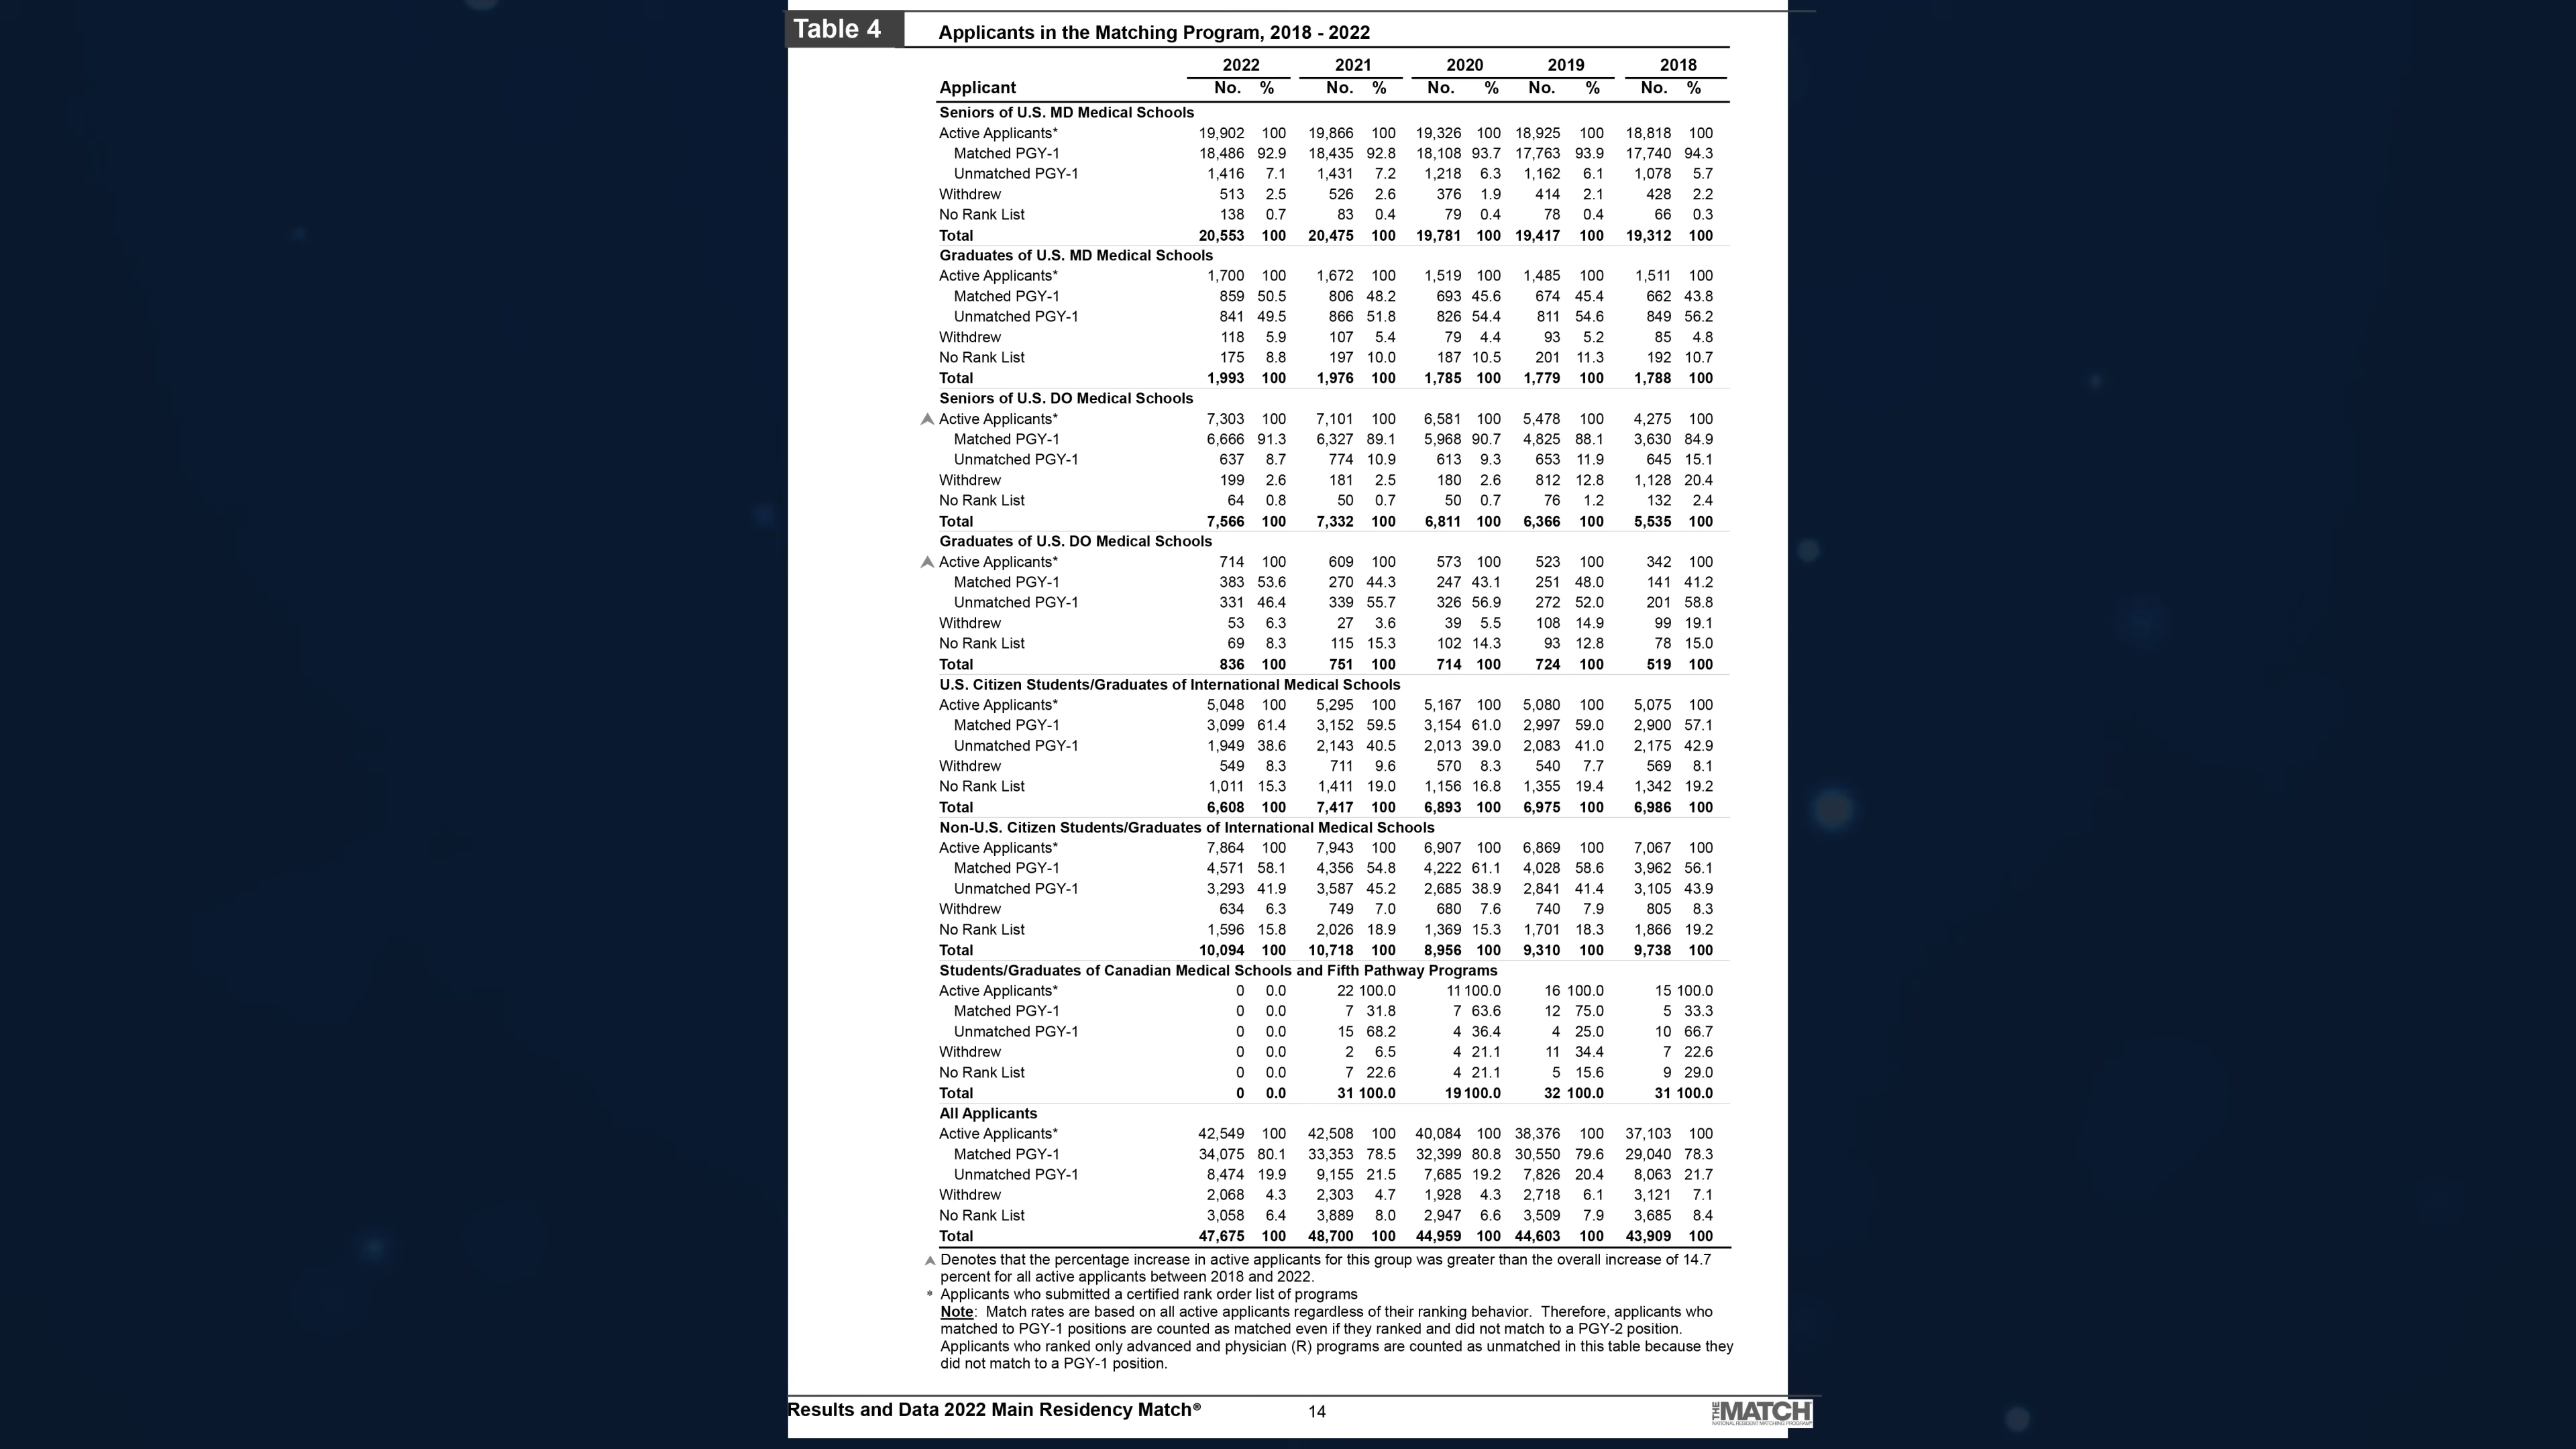 Table 4 Applicants in the Matching Program, 2018 - 2022
2022 2021 2020 2019 2018
Applicant No. % No. % No. % No. % No. %
Seniors of U.S. MD Medical Schools
Active Applicants* 19,902 100 19,866 100 19,326 100 18,925 100 18,818 100
Matched PGY-1 18,486 92.9 18,435 92.8 18,108 93.7 17,763 93.9 17,740 94.3
Unmatched PGY-1 1,416 7.1 1,431 7.2 1,218 6.3 1,162 6.1 1,078 5.7
Withdrew 513 2.5 526 2.6 376 1.9 414 2.1 428 2.2
No Rank List 138 0.7 83 0.4 79 0.4 78 0.4 66 0.3
Total 20,553 100 20,475 100 19,781 100 19,417 100 19,312 100
Graduates of U.S. MD Medical Schools
Active Applicants* 1,700 100 1,672 100 1,519 100 1,485 100 1,511 100
Matched PGY-1 859 50.5 806 48.2 693 45.6 674 45.4 662 43.8
Unmatched PGY-1 841 49.5 866 51.8 826 54.4 811 54.6 849 56.2
Withdrew 118 5.9 107 5.4 79 4.4 93 5.2 85 4.8
No Rank List 175 8.8 197 10.0 187 10.5 201 11.3 192 10.7
Total 1,993 100 1,976 100 1,785 100 1,779 100 1,788 100
Seniors of U.S. DO Medical Schools
Active Applicants* 7,303 100 7,101 100 6,581 100 5,478 100 4,275 100
Matched PGY-1 6,666 91.3 6,327 89.1 5,968 90.7 4,825 88.1 3,630 84.9
Unmatched PGY-1 637 8.7 774 10.9 613 9.3 653 11.9 645 15.1
Withdrew 199 2.6 181 2.5 180 2.6 812 12.8 1,128 20.4
No Rank List 64 0.8 50 0.7 50 0.7 76 1.2 132 2.4
Total 7,566 100 7,332 100 6,811 100 6,366 100 5,535 100
Graduates of U.S. DO Medical Schools
Active Applicants* 714 100 609 100 573 100 523 100 342 100
Matched PGY-1 383 53.6 270 44.3 247 43.1 251 48.0 141 41.2
Unmatched PGY-1 331 46.4 339 55.7 326 56.9 272 52.0 201 58.8
Withdrew 53 6.3 27 3.6 39 5.5 108 14.9 99 19.1
No Rank List 69 8.3 115 15.3 102 14.3 93 12.8 78 15.0
Total 836 100 751 100 714 100 724 100 519 100
U.S. Citizen Students/Graduates of International Medical Schools
Active Applicants* 5,048 100 5,295 100 5,167 100 5,080 100 5,075 100
Matched PGY-1 3,099 61.4 3,152 59.5 3,154 61.0 2,997 59.0 2,900 57.1
Unmatched PGY-1 1,949 38.6 2,143 40.5 2,013 39.0 2,083 41.0 2,175 42.9
Withdrew 549 8.3 711 9.6 570 8.3 540 7.7 569 8.1
No Rank List 1,011 15.3 1,411 19.0 1,156 16.8 1,355 19.4 1,342 19.2
Total 6,608 100 7,417 100 6,893 100 6,975 100 6,986 100
Non-U.S. Citizen Students/Graduates of International Medical Schools
Active Applicants* 7,864 100 7,943 100 6,907 100 6,869 100 7,067 100
Matched PGY-1 4,571 58.1 4,356 54.8 4,222 61.1 4,028 58.6 3,962 56.1
Unmatched PGY-1 3,293 41.9 3,587 45.2 2,685 38.9 2,841 41.4 3,105 43.9
Withdrew 634 6.3 749 7.0 680 7.6 740 7.9 805 8.3
No Rank List 1,596 15.8 2,026 18.9 1,369 15.3 1,701 18.3 1,866 19.2
Total 10,094 100 10,718 100 8,956 100 9,310 100 9,738 100
Students/Graduates of Canadian Medical Schools and Fifth Pathway Programs
Active Applicants* 0 0.0 22 100.0 11 100.0 16 100.0 15 100.0
Matched PGY-1 0 0.0 7 31.8 7 63.6 12 75.0 5 33.3
Unmatched PGY-1 0 0.0 15 68.2 4 36.4 4 25.0 10 66.7
Withdrew 0 0.0 2 6.5 4 21.1 11 34.4 7 22.6
No Rank List 0 0.0 7 22.6 4 21.1 5 15.6 9 29.0
Total 0 0.0 31 100.0 19 100.0 32 100.0 31 100.0
All Applicants
Active Applicants* 42,549 100 42,508 100 40,084 100 38,376 100 37,103 100
Matched PGY-1 34,075 80.1 33,353 78.5 32,399 80.8 30,550 79.6 29,040 78.3
Unmatched PGY-1 8,474 19.9 9,155 21.5 7,685 19.2 7,826 20.4 8,063 21.7
Withdrew 2,068 4.3 2,303 4.7 1,928 4.3 2,718 6.1 3,121 7.1
No Rank List 3,058 6.4 3,889 8.0 2,947 6.6 3,509 7.9 3,685 8.4
Total 47,675 100 48,700 100 44,959 100 44,603 100 43,909 100
Denotes that the percentage increase in active applicants for this group was greater than the overall increase of 14.7
percent for all active applicants between 2018 and 2022.
* Applicants who submitted a certified rank order list of programs
Note: Match rates are based on all active applicants regardless of their ranking behavior. Therefore, applicants who
matched to PGY-1 positions are counted as matched even if they ranked and did not match to a PGY-2 position.
Applicants who ranked only advanced and physician (R) programs are counted as unmatched in this table because they
did not match to a PGY-1 position.
Results and Data 2022 Main Residency Match® 14 THE MATCH
NATIONAL RESIDENT MATCHING PROGRAM®